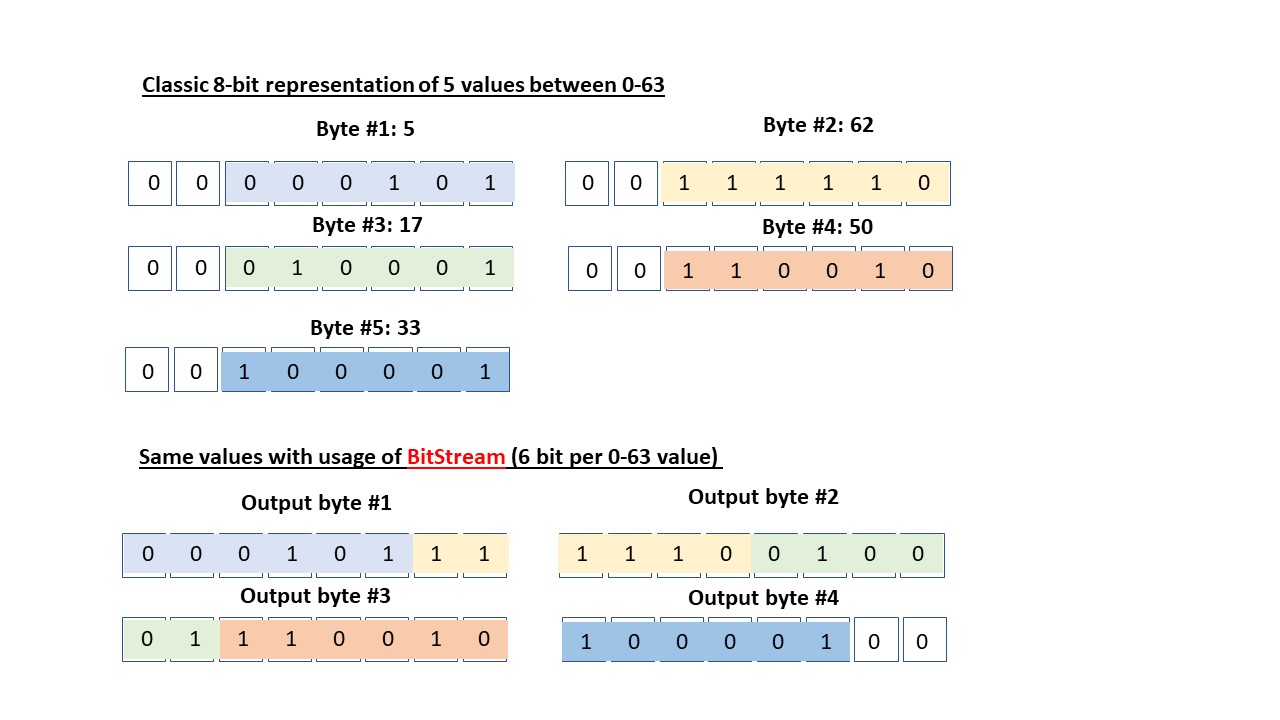 Classic 8-bit representation of 5 values between 0-63
Byte #1: 5
Byte #2: 62
0 0 0 0 0 1 0 1
0 0 1 1 1 1 1 0
Byte #3: 17
Byte #4: 50
0 0 0 1 0 0 0 1
0 0 1 1 0 0 1 0
Byte #5: 33
0 0 1 0 0 0 0 1
Same values with usage of BitStream (6 bit per 0-63 value)
Output byte #1
Output byte #2
0 0 0 1 0 1 1 1
1 1 1 0 0 1 0 0
Output byte #3
Output byte #4
0 1 1 1 0 0 1 0
1 0 0 0 0 1 0 0